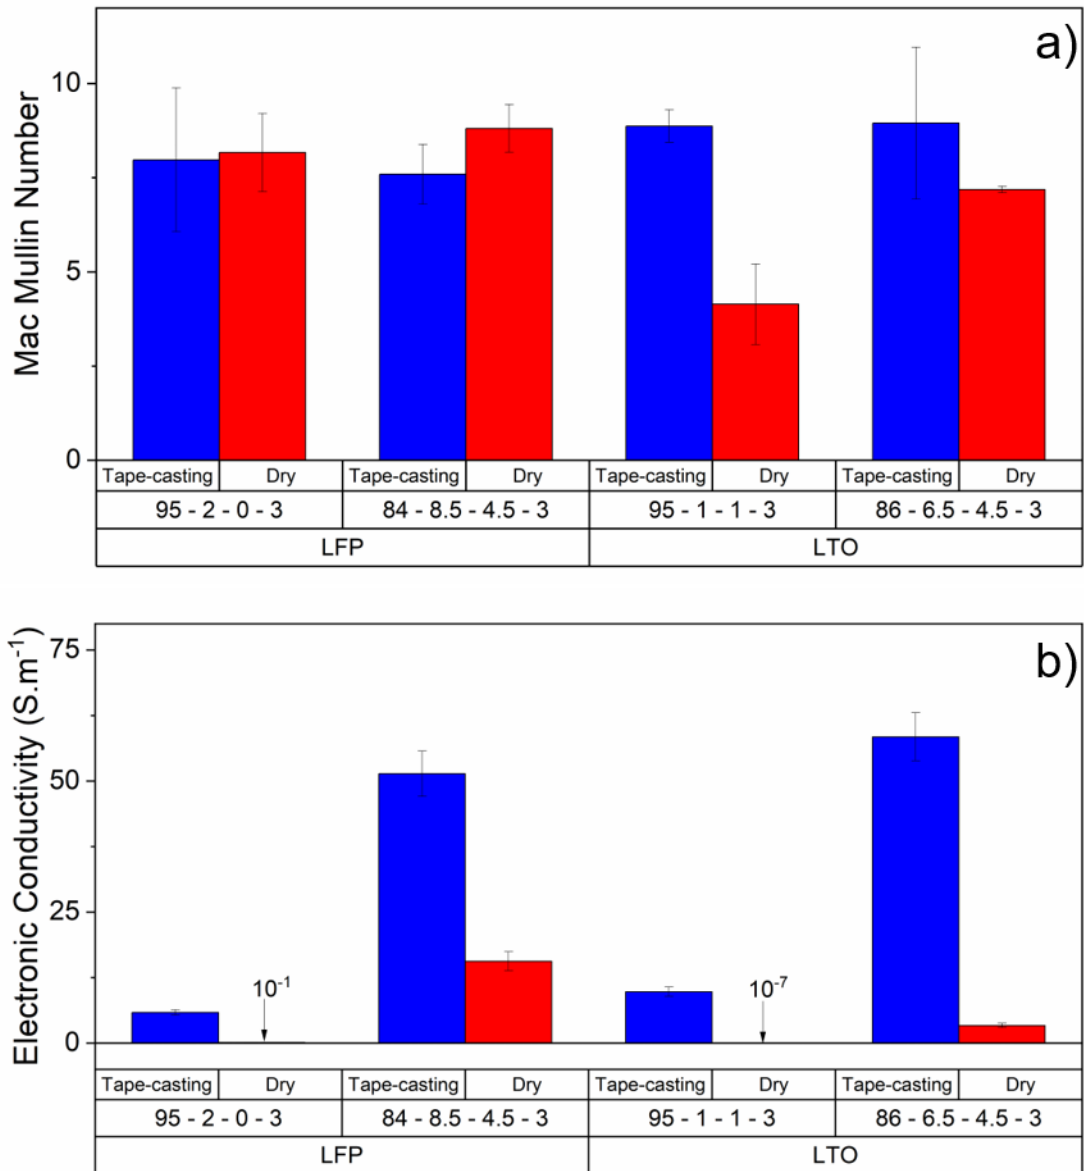 a)
Mac Mullin Number
10
5
0
Tape-casting Dry Tape-casting Dry Tape-casting Dry Tape-casting Dry
95 - 2 - 0 - 3 84 - 8.5 - 4.5 - 3 95 - 1 - 1 - 3 86 - 6.5 - 4.5 - 3
LFP LTO
b)
Electronic Conductivity (S.m⁻¹)
75
50
25
0
10⁻¹ 10⁻⁷
Tape-casting Dry Tape-casting Dry Tape-casting Dry Tape-casting Dry
95 - 2 - 0 - 3 84 - 8.5 - 4.5 - 3 95 - 1 - 1 - 3 86 - 6.5 - 4.5 - 3
LFP LTO